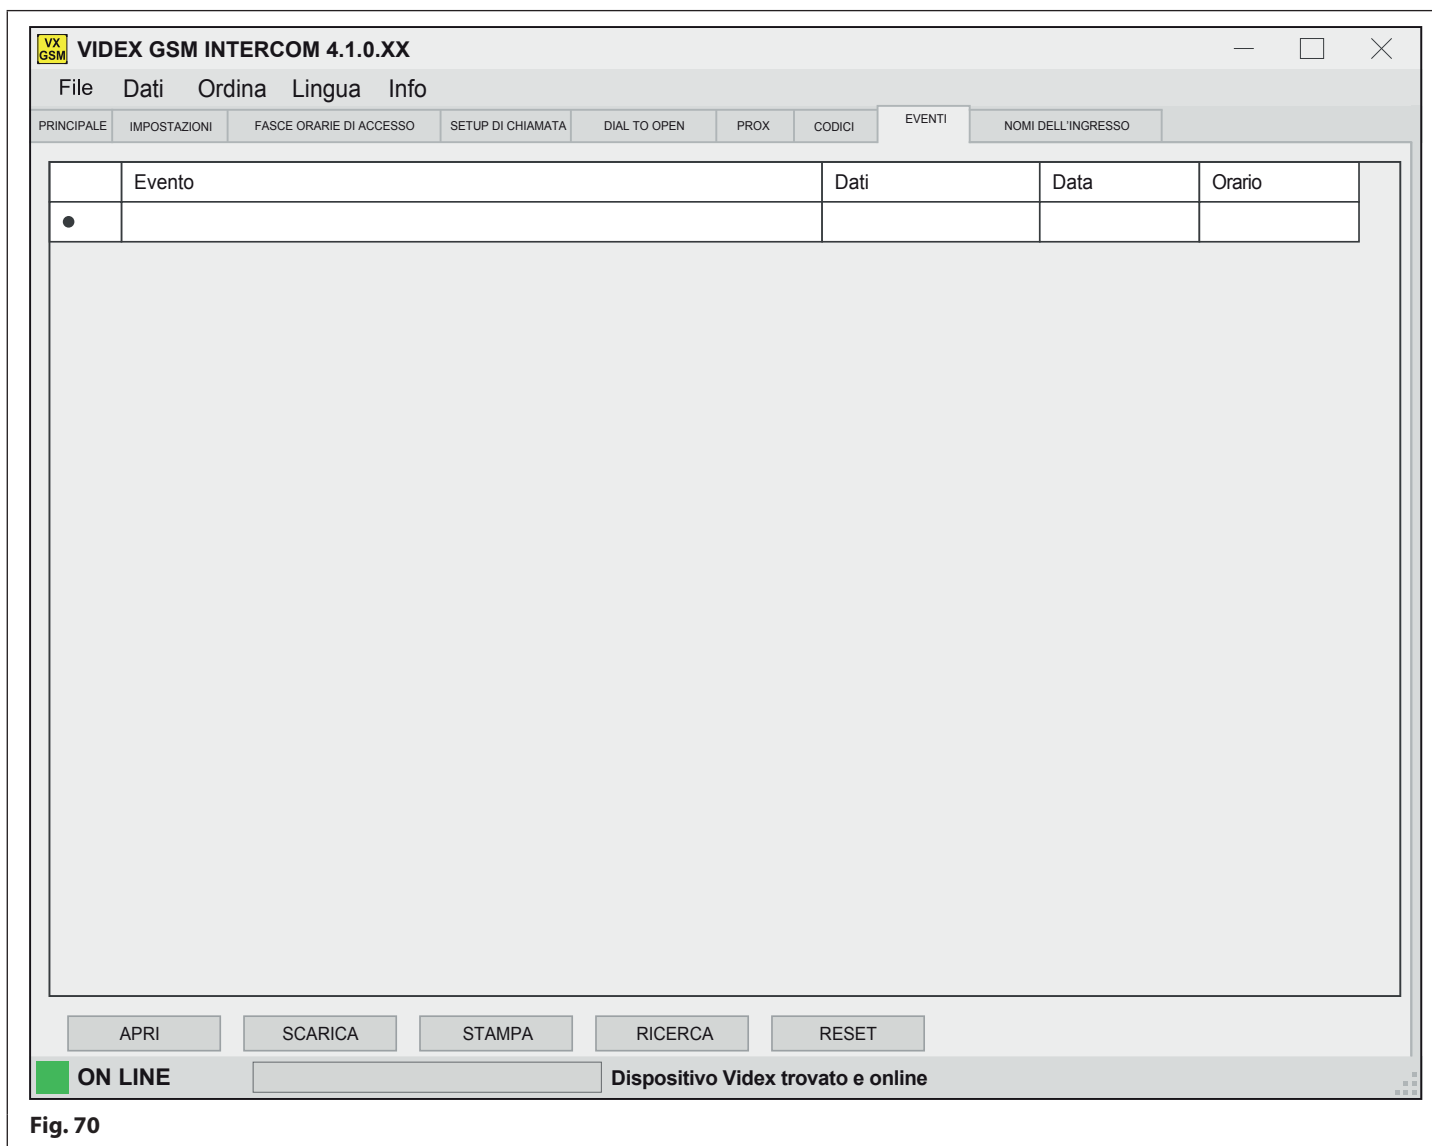 VX GSM VIDEX GSM INTERCOM 4.1.0.XX
File Dati Ordina Lingua Info
PRINCIPALE IMPOSTAZIONI FASCE ORARIE DI ACCESSO SETUP DI CHIAMATA DIAL TO OPEN PROX CODICI EVENTI NOMI DELL'INGRESSO
Evento Dati Data Orario
APRI SCARICA STAMPA RICERCA RESET
ON LINE Dispositivo Videx trovato e online
Fig. 70